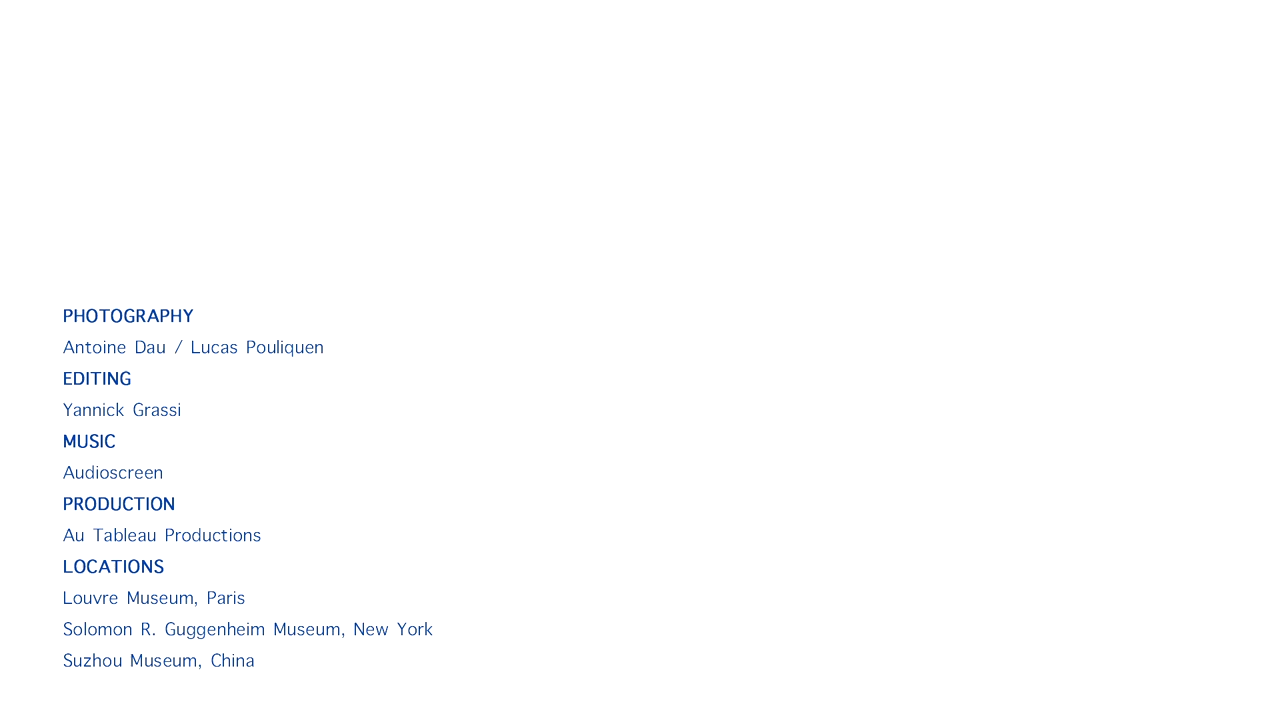 PHOTOGRAPHY
Antoine Dau / Lucas Pouliquen
EDITING
Yannick Grassi
MUSIC
Audioscreen
PRODUCTION
Au Tableau Productions
LOCATIONS
Louvre Museum, Paris
Solomon R. Guggenheim Museum, New York
Suzhou Museum, China